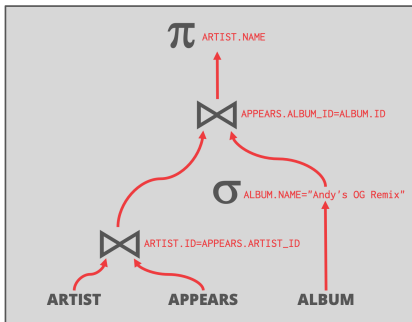 π ARTIST.NAME
⋈ APPEARS.ALBUM_ID=ALBUM.ID
σ ALBUM.NAME="Andy's OG Remix"
⋈ ARTIST.ID=APPEARS.ARTIST_ID
ARTIST APPEARS ALBUM